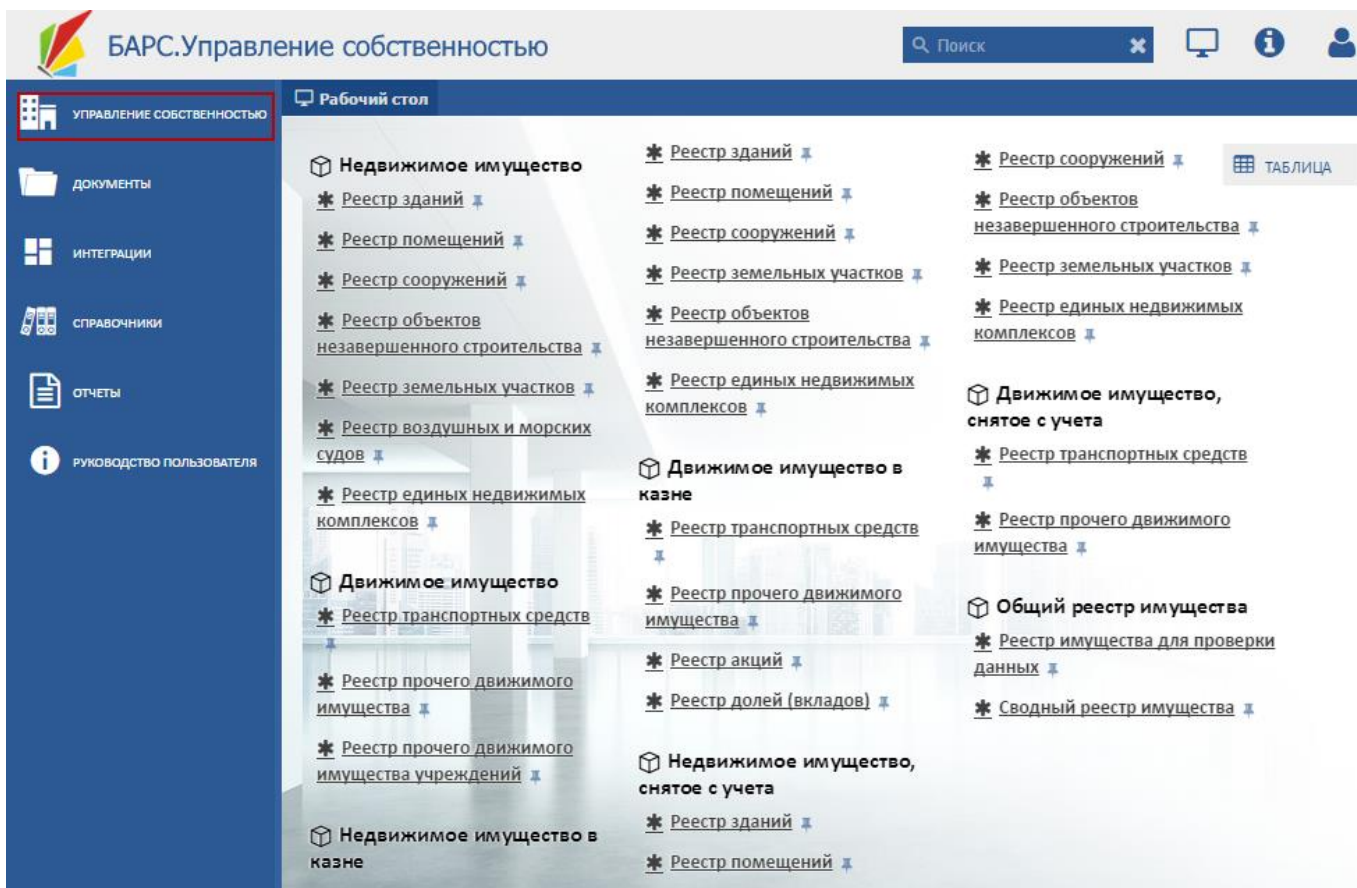 БАРС.Управление собственностью
Поиск
УПРАВЛЕНИЕ СОБСТВЕННОСТЬЮ
ДОКУМЕНТЫ
ИНТЕГРАЦИИ
СПРАВОЧНИКИ
ОТЧЕТЫ
РУКОВОДСТВО ПОЛЬЗОВАТЕЛЯ
Рабочий стол
Недвижимое имущество
Реестр зданий
Реестр помещений
Реестр сооружений
Реестр объектов
незавершенного строительства
Реестр земельных участков
Реестр воздушных и морских
судов
Реестр единых недвижимых
комплексов
Движимое имущество
Реестр транспортных средств
Реестр прочего движимого
имущества
Реестр прочего движимого
имущества учреждений
Недвижимое имущество в
казне
Реестр зданий
Реестр помещений
Реестр сооружений
Реестр земельных участков
Реестр объектов
незавершенного строительства
Реестр единых недвижимых
комплексов
Движимое имущество в
казне
Реестр транспортных средств
Реестр прочего движимого
имущества
Реестр акций
Реестр долей (вкладов)
Недвижимое имущество,
снятое с учета
Реестр зданий
Реестр помещений
Реестр сооружений
Реестр объектов
незавершенного строительства
Реестр земельных участков
Реестр единых недвижимых
комплексов
Движимое имущество,
снятое с учета
Реестр транспортных средств
Реестр прочего движимого
имущества
Общий реестр имущества
Реестр имущества для проверки
данных
Сводный реестр имущества
ТАБЛИЦА